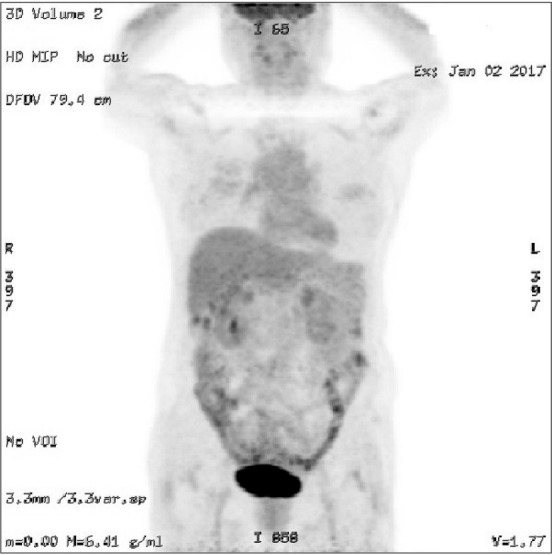 3D Volume 2
I 65
HD MIP No cut
Ex: Jan 02 2017
DFOV 79.4 cm
R
L
3
9
7
3
9
7
No VOI
3.3mm /3.3var.sp
m=0.00 M=6.41 g/ml
I 858
V=1.77